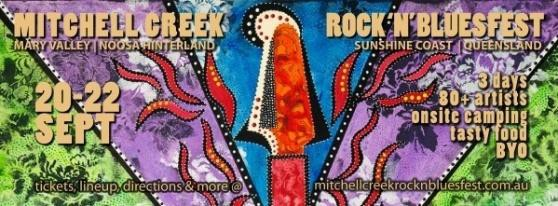 MITCHELL CREEK
MARY VALLEY | NOOSA HINTERLAND
ROCK'N'BLUESFEST
SUNSHINE COAST | QUEENSLAND
20-22
SEPT
3 days
80+ artists
onsite camping
tasty food
BYO
tickets, lineup, directions & more @ mitchellcreekrocknbluesfest.com.au